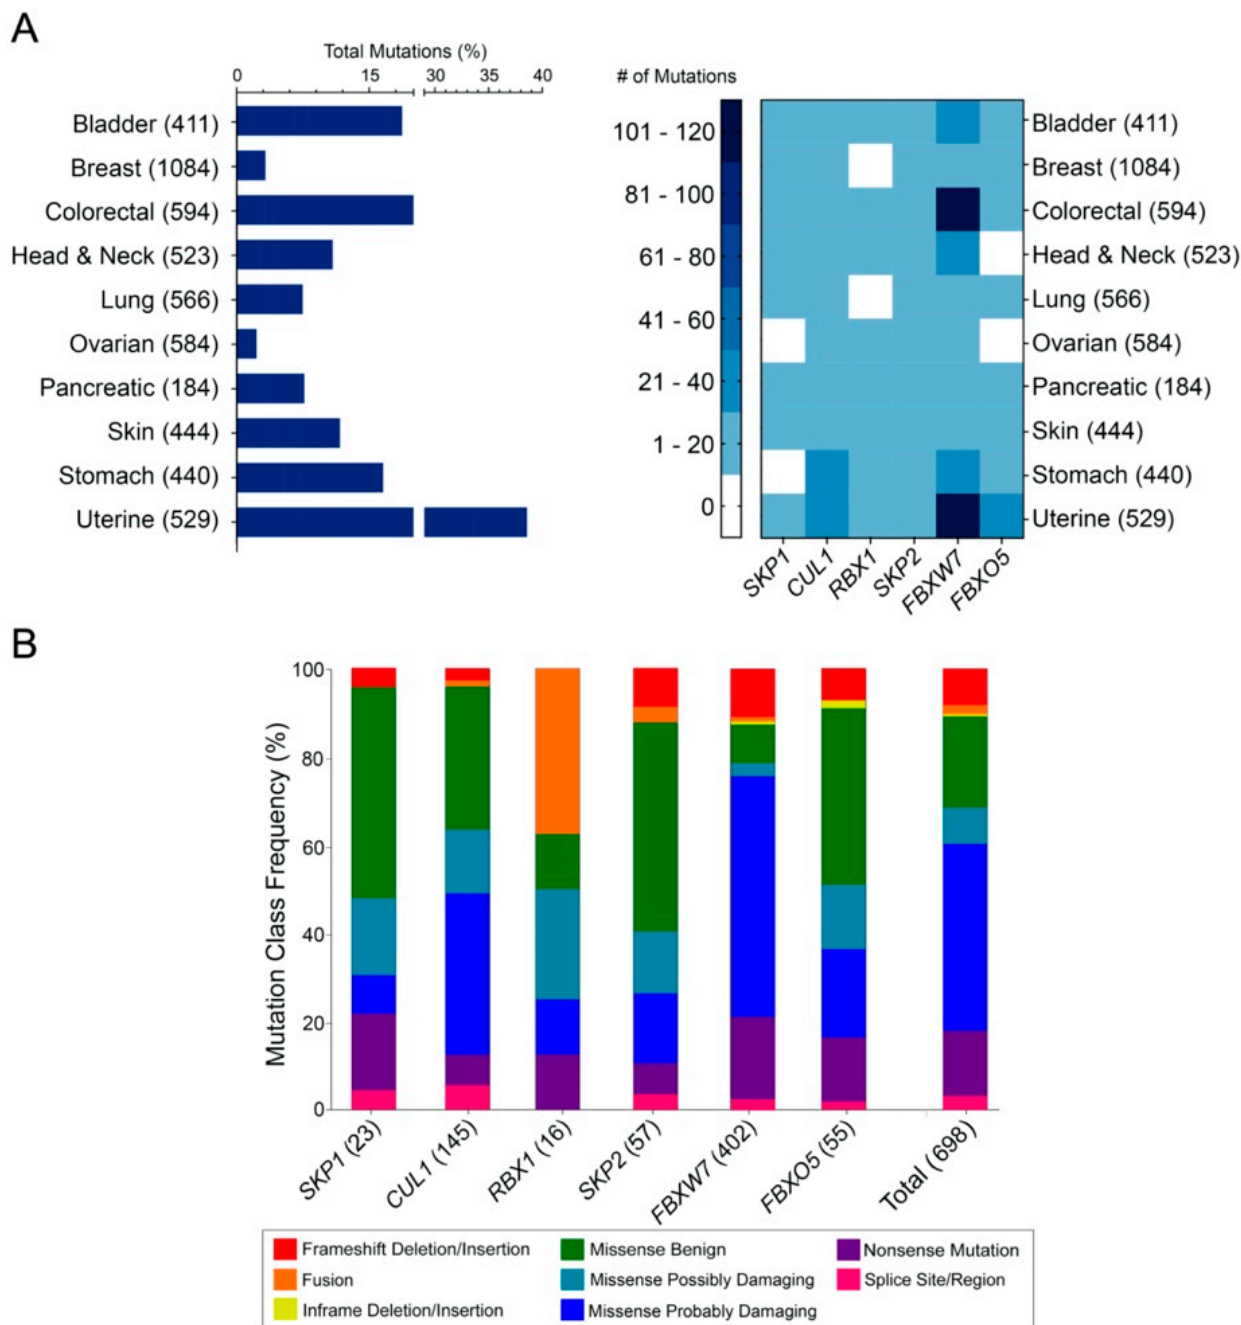 A
Total Mutations (%)
0 15 30 35 40
Bladder (411)
Breast (1084)
Colorectal (594)
Head & Neck (523)
Lung (566)
Ovarian (584)
Pancreatic (184)
Skin (444)
Stomach (440)
Uterine (529)
# of Mutations
101 - 120
81 - 100
61 - 80
41 - 60
21 - 40
1 - 20
0
Bladder (411)
Breast (1084)
Colorectal (594)
Head & Neck (523)
Lung (566)
Ovarian (584)
Pancreatic (184)
Skin (444)
Stomach (440)
Uterine (529)
SKP1
CUL1
RBX1
SKP2
FBXW7
FBXO5
B
Mutation Class Frequency (%)
100
80
60
40
20
0
SKP1 (23)
CUL1 (145)
RBX1 (16)
SKP2 (57)
FBXW7 (402)
FBXO5 (55)
Total (698)
Frameshift Deletion/Insertion
Fusion
Inframe Deletion/Insertion
Missense Benign
Missense Possibly Damaging
Missense Probably Damaging
Nonsense Mutation
Splice Site/Region